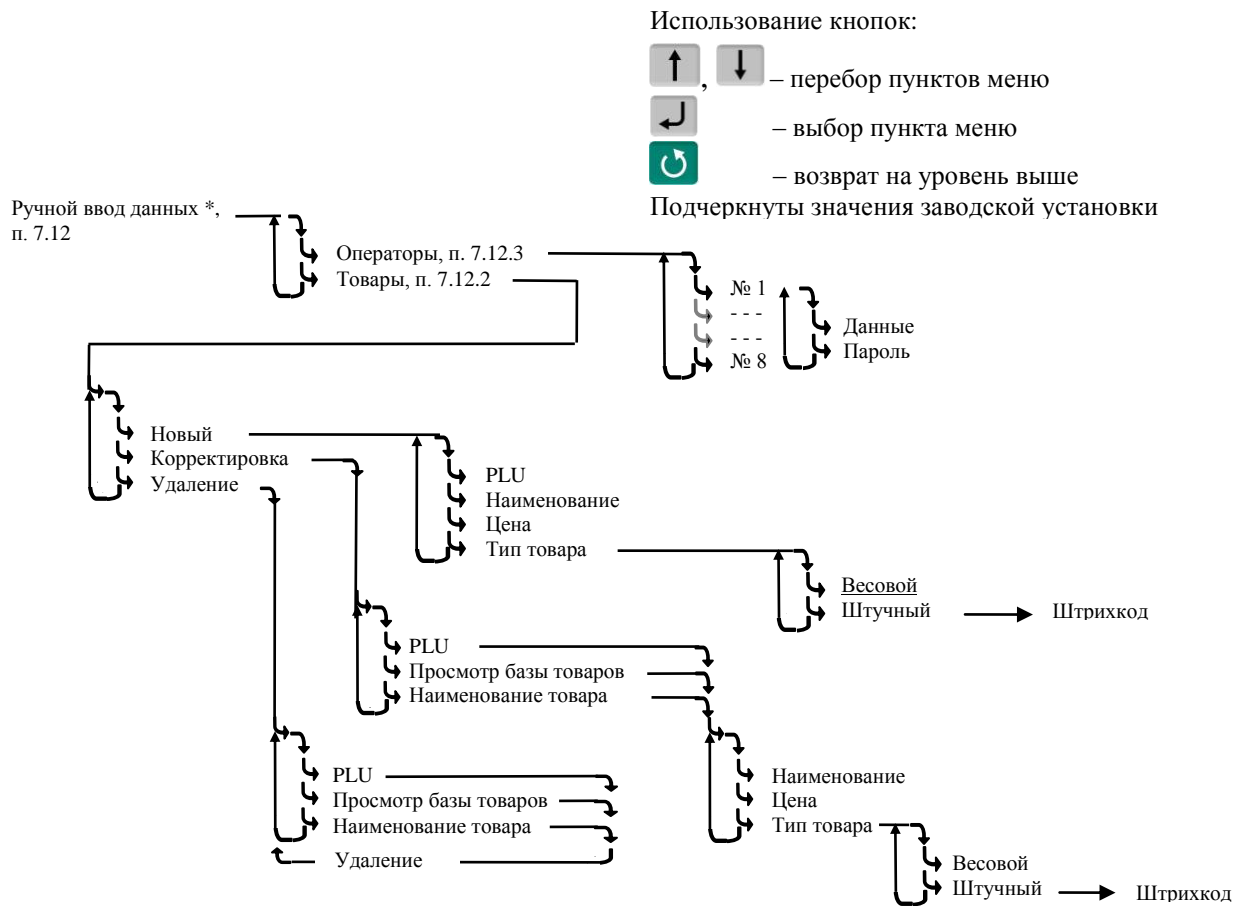 Использование кнопок:
, – перебор пунктов меню
– выбор пункта меню
– возврат на уровень выше
Подчеркнуты значения заводской установки
Ручной ввод данных *,
п. 7.12
Операторы, п. 7.12.3
Товары, п. 7.12.2
№ 1
- - -
- - -
№ 8
Данные
Пароль
Новый
Корректировка
Удаление
PLU
Наименование
Цена
Тип товара
Весовой
Штучный
Штрихкод
PLU
Просмотр базы товаров
Наименование товара
PLU
Просмотр базы товаров
Наименование товара
Удаление
Наименование
Цена
Тип товара
Весовой
Штучный
Штрихкод